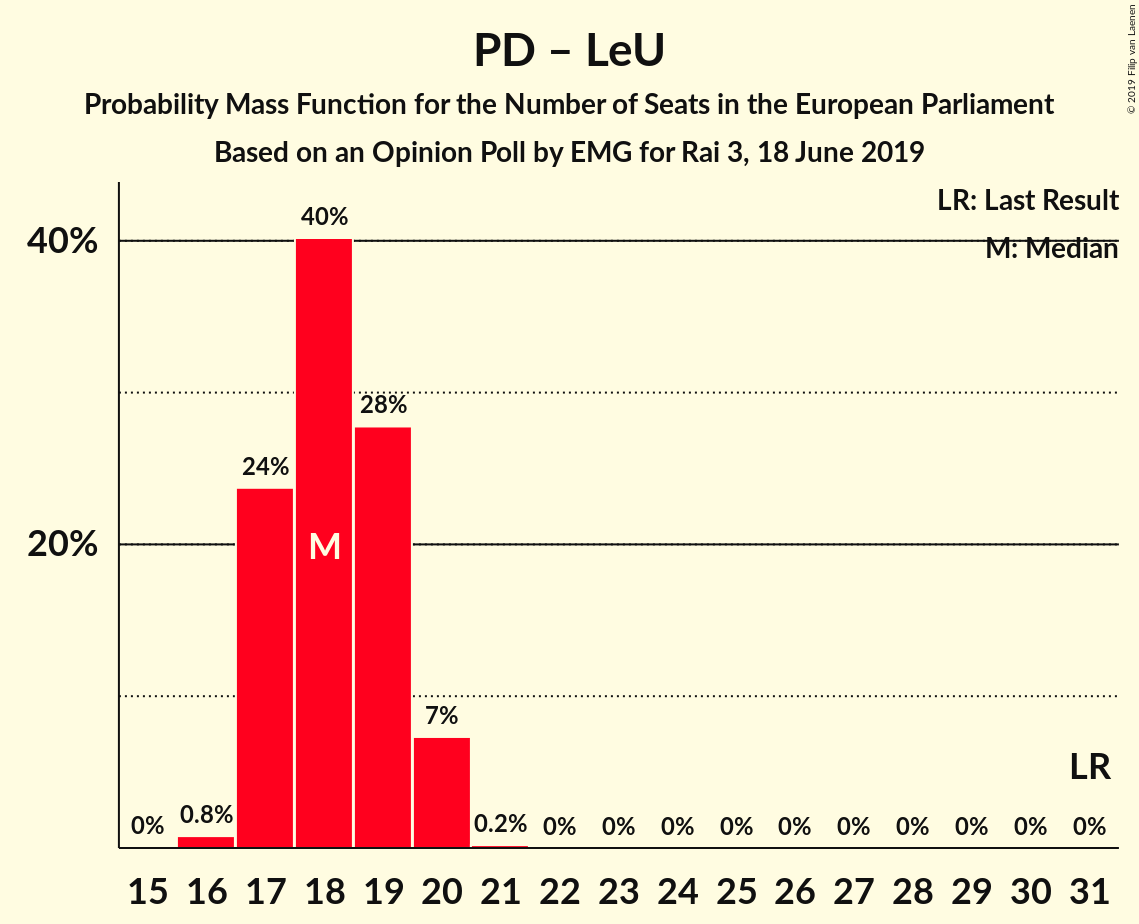 PD – LeU
Probability Mass Function for the Number of Seats in the European Parliament
Based on an Opinion Poll by EMG for Rai 3, 18 June 2019
© 2019 Filip van Laenen
LR: Last Result
M: Median
40%
20%
0%
0.8%
24%
40%
28%
7%
0.2%
0%
0%
0%
0%
0%
0%
0%
0%
0%
0%
M
LR
15 16 17 18 19 20 21 22 23 24 25 26 27 28 29 30 31